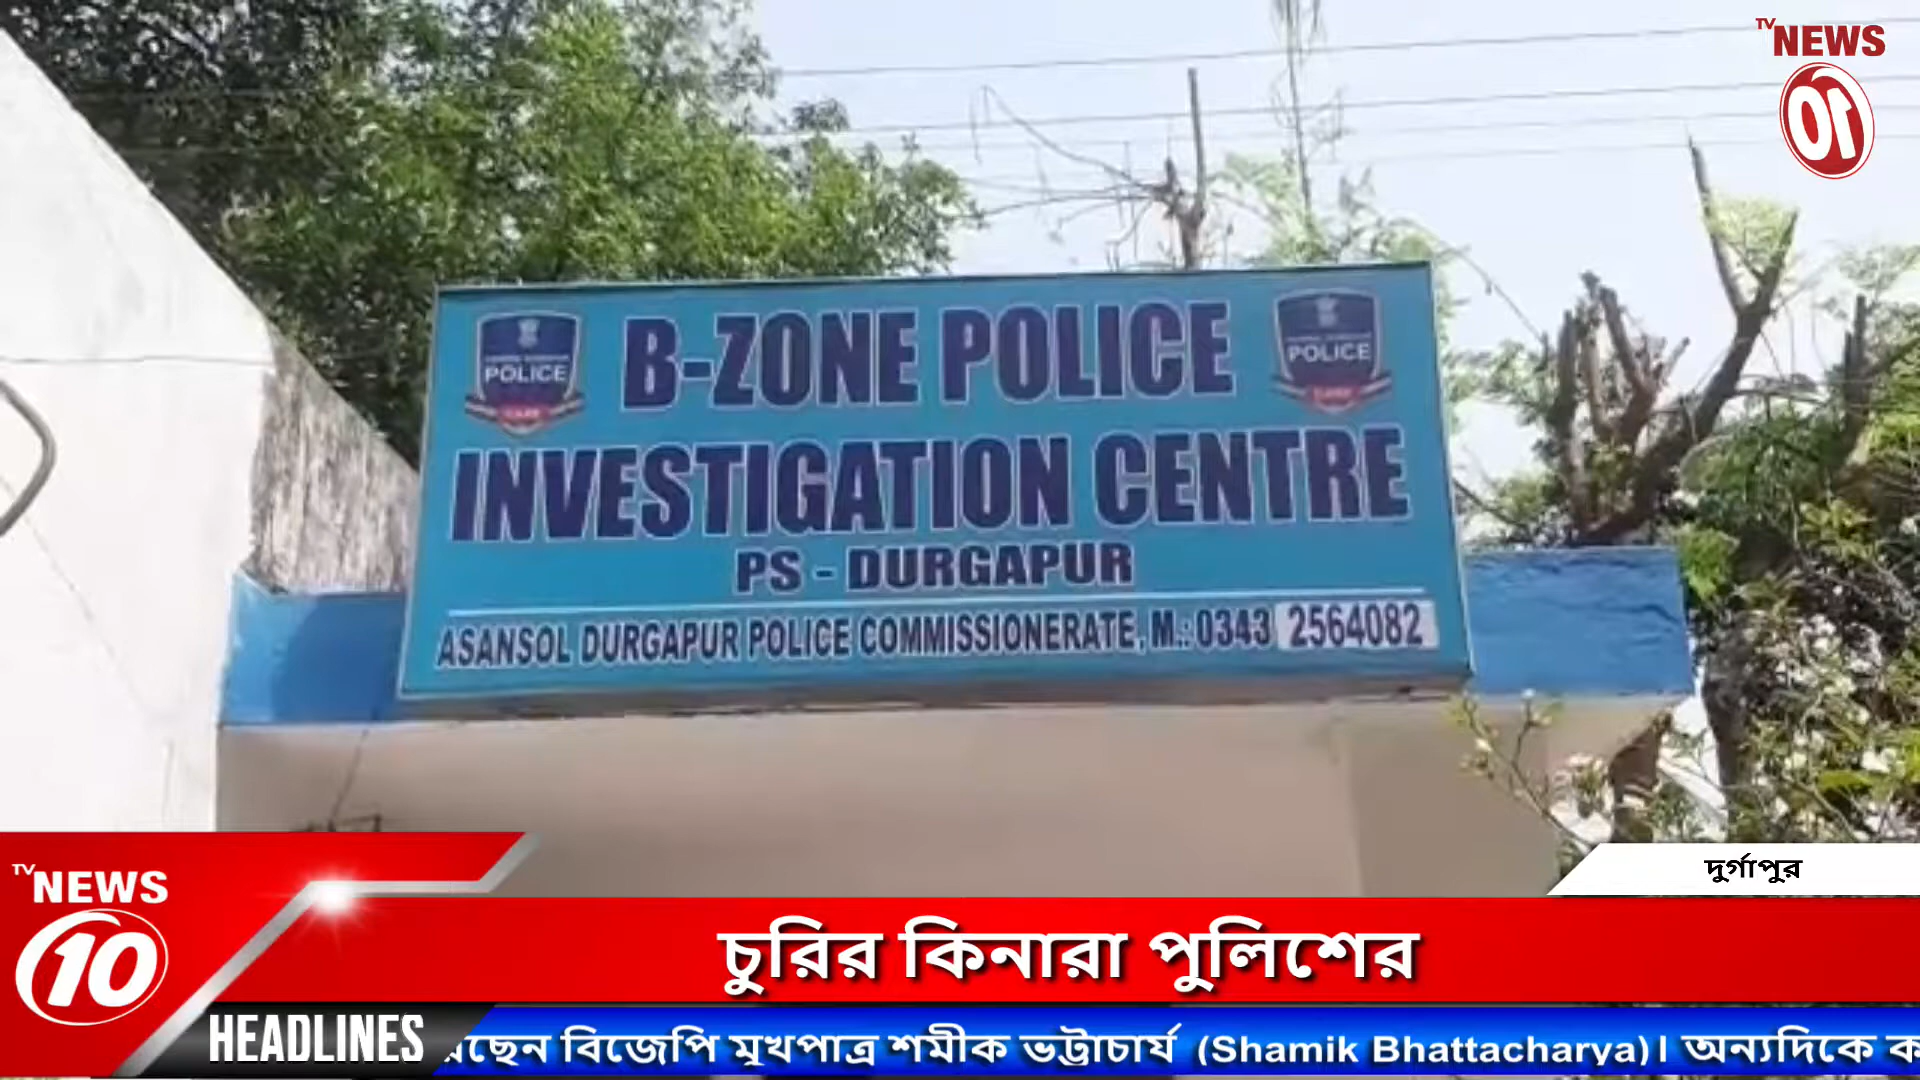 TV NEWS
10
POLICE
B-ZONE POLICE
POLICE
INVESTIGATION CENTRE
PS - DURGAPUR
ASANSOL DURGAPUR POLICE COMMISSIONERATE, M.: 0343 2564082
দুর্গাপুর
TV NEWS
10
চুরির কিনারা পুলিশের
HEADLINES
বিজেপি মুখপাত্র শমীক ভট্টাচার্য (Shamik Bhattacharya)। অন্যদিকে ক